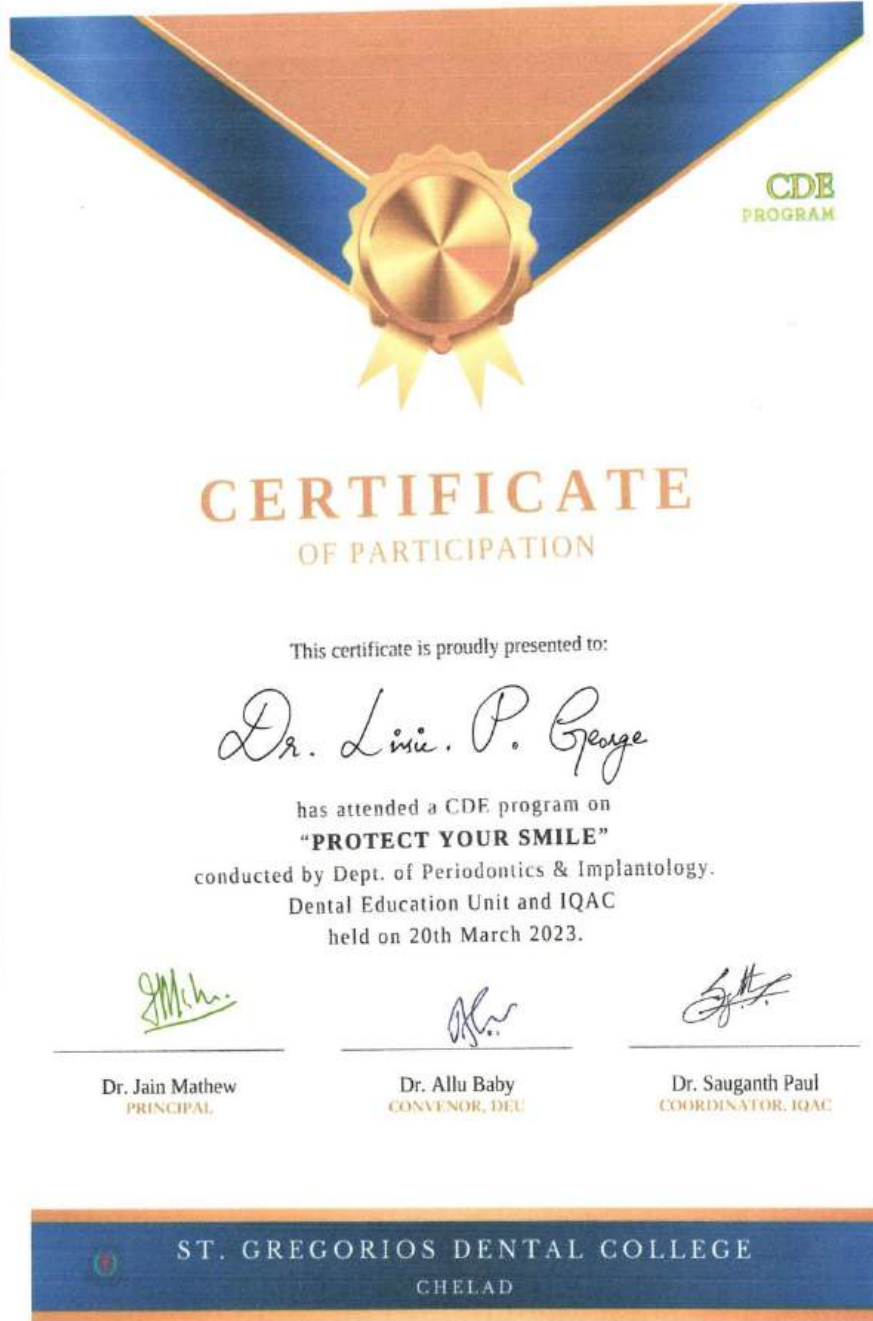 CDE
PROGRAM
CERTIFICATE
OF PARTICIPATION
This certificate is proudly presented to:
Dr. Linie. P. George
has attended a CDE program on
“PROTECT YOUR SMILE”
conducted by Dept. of Periodontics & Implantology.
Dental Education Unit and IQAC
held on 20th March 2023.
Dr. Jain Mathew
PRINCIPAL
Dr. Allu Baby
CONVENOR, DEU
Dr. Sauganth Paul
COORDINATOR, IQAC
ST. GREGORIOS DENTAL COLLEGE
CHELAD